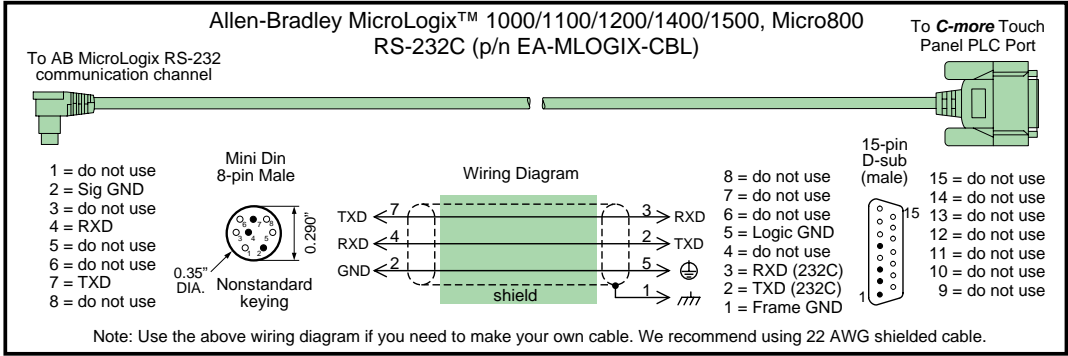 Allen-Bradley MicroLogix™ 1000/1100/1200/1400/1500, Micro800
RS-232C (p/n EA-MLOGIX-CBL)
To AB MicroLogix RS-232
communication channel
To C-more Touch
Panel PLC Port
1 = do not use
2 = Sig GND
3 = do not use
4 = RXD
5 = do not use
6 = do not use
7 = TXD
8 = do not use
Mini Din
8-pin Male
6 7 8
3 4 5
1 2
0.290"
0.35"
DIA.
Nonstandard
keying
Wiring Diagram
TXD 7 3 RXD
RXD 4 2 TXD
GND 2 5
1
shield
8 = do not use
7 = do not use
6 = do not use
5 = Logic GND
4 = do not use
3 = RXD (232C)
2 = TXD (232C)
1 = Frame GND
15-pin
D-sub
(male)
15
1
15 = do not use
14 = do not use
13 = do not use
12 = do not use
11 = do not use
10 = do not use
9 = do not use
Note: Use the above wiring diagram if you need to make your own cable. We recommend using 22 AWG shielded cable.